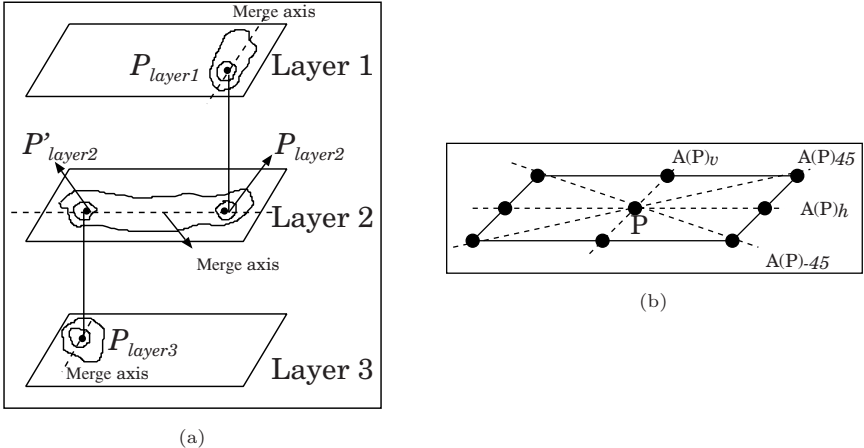 Merge axis
P_layer1
Layer 1
P'_layer2
P_layer2
Layer 2
Merge axis
P_layer3
Merge axis
Layer 3
(a)
A(P)v
A(P)45
A(P)h
P
A(P)-45
(b)